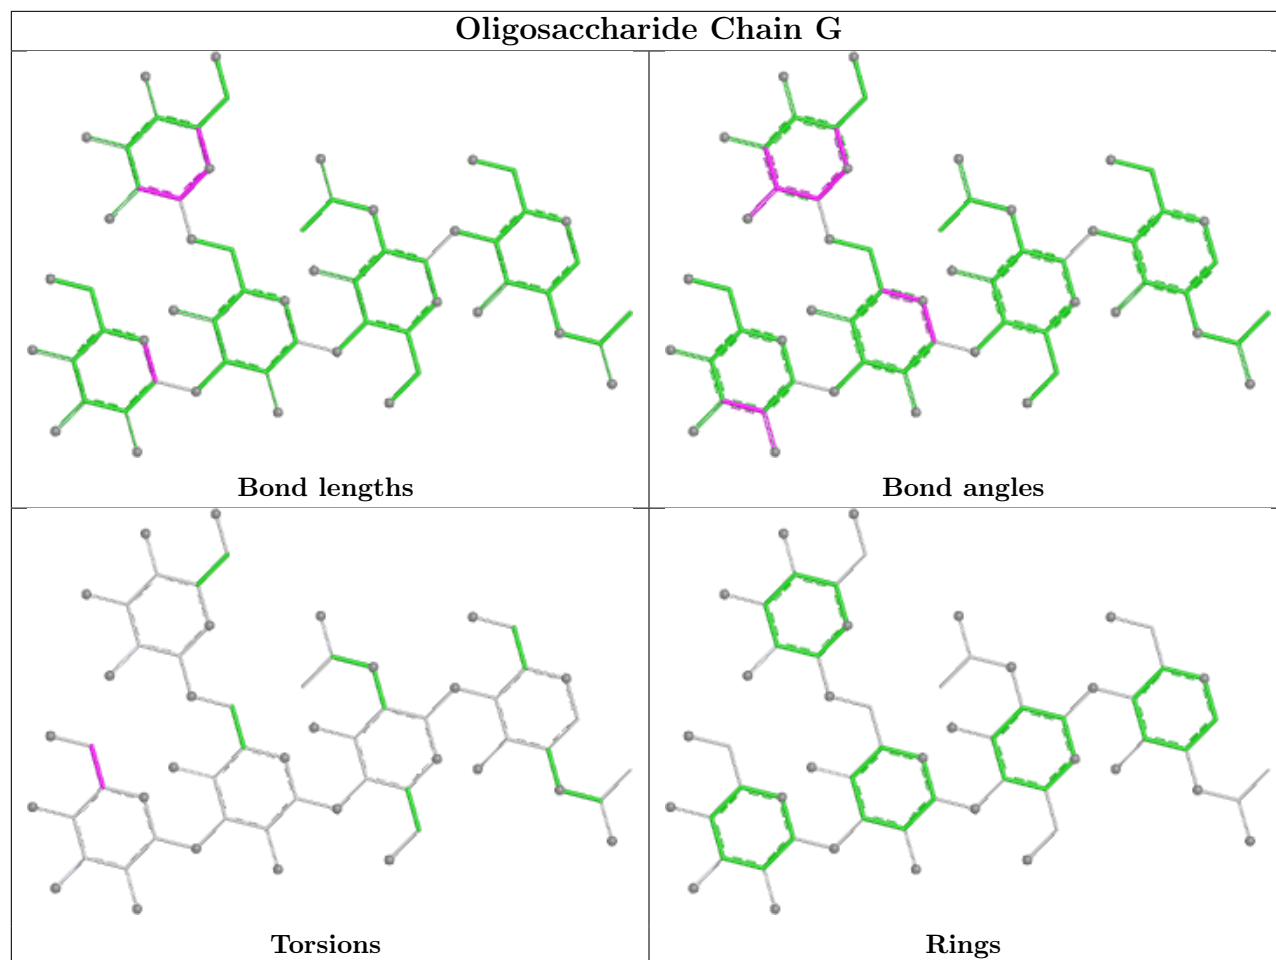 Oligosaccharide Chain G
Bond lengths
Bond angles
Torsions
Rings